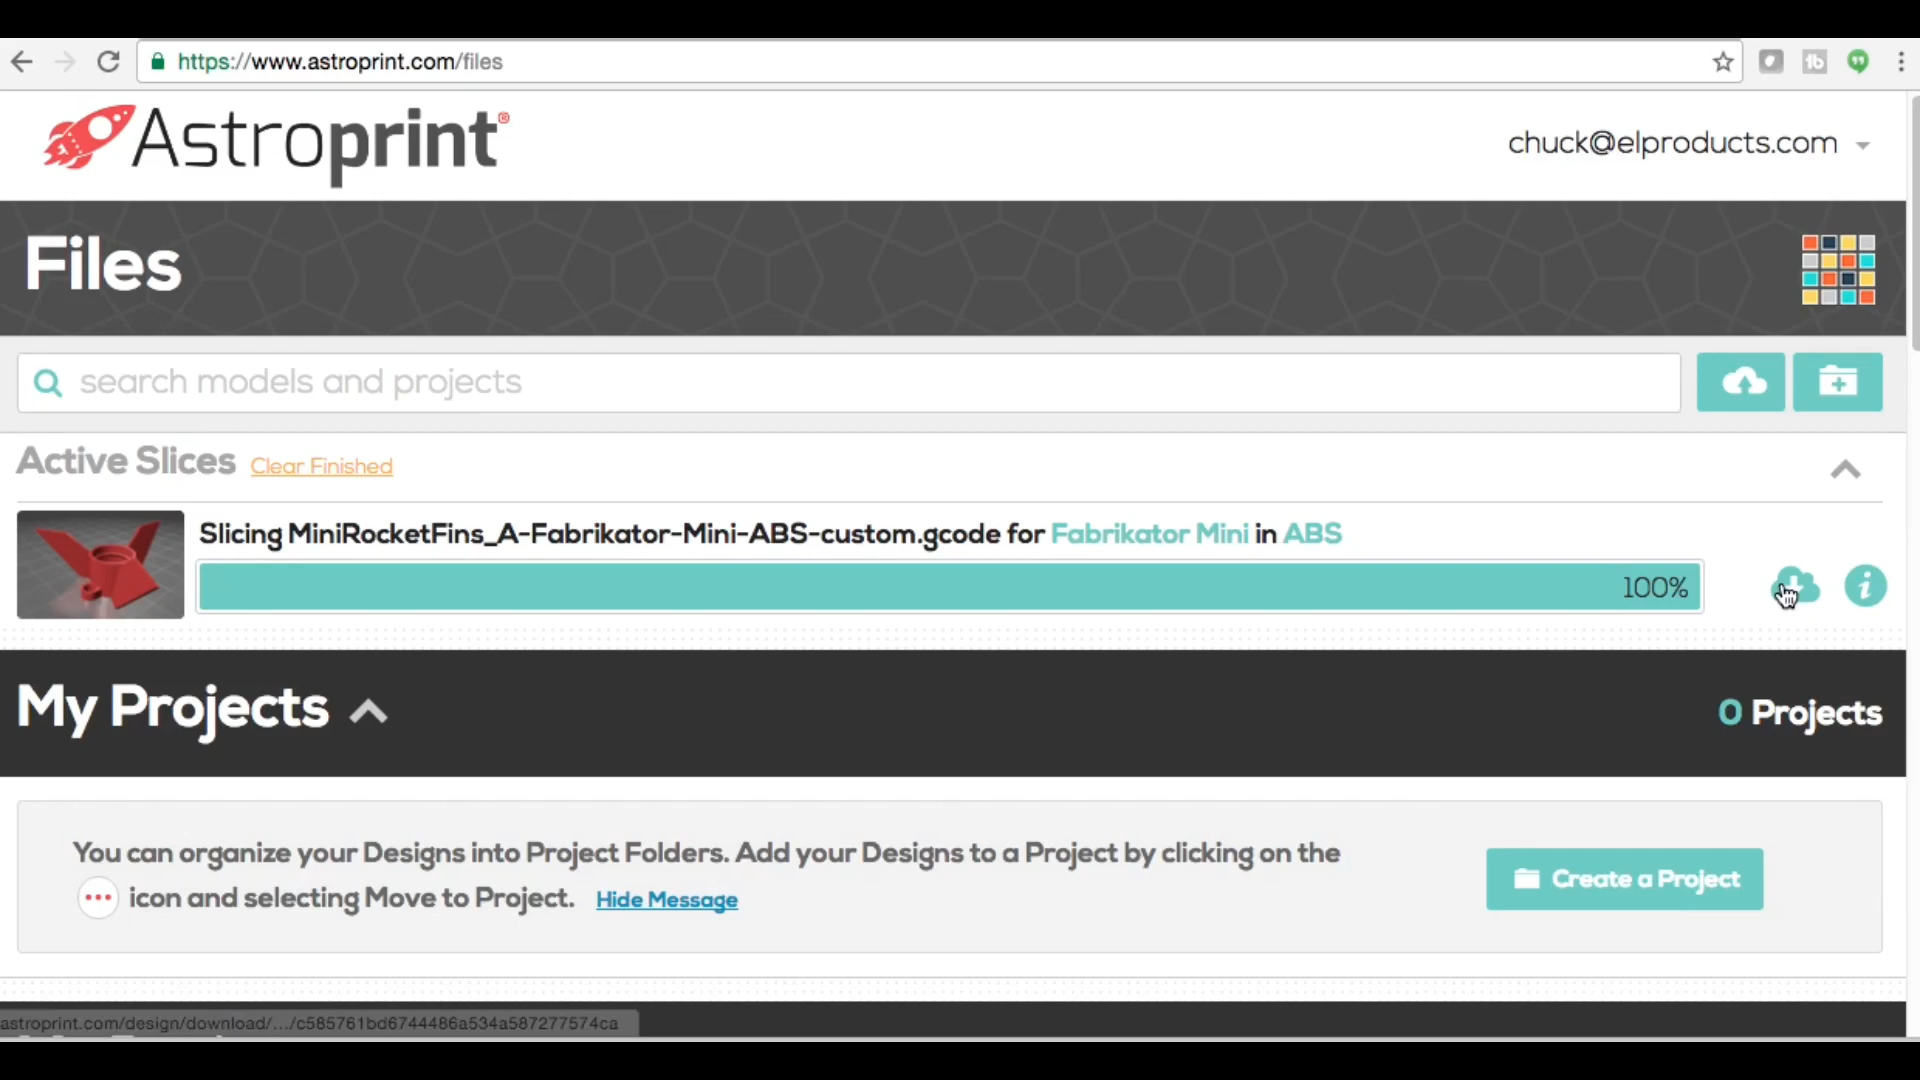 https://www.astroprint.com/files
Astroprint®
chuck@elproducts.com
Files
search models and projects
Active Slices Clear Finished
Slicing MiniRocketFins_A-Fabrikator-Mini-ABS-custom.gcode for Fabrikator Mini in ABS
100%
My Projects
0 Projects
You can organize your Designs into Project Folders. Add your Designs to a Project by clicking on the
icon and selecting Move to Project. Hide Message
Create a Project
astroprint.com/design/download/.../c585761bd6744486a534a587277574ca